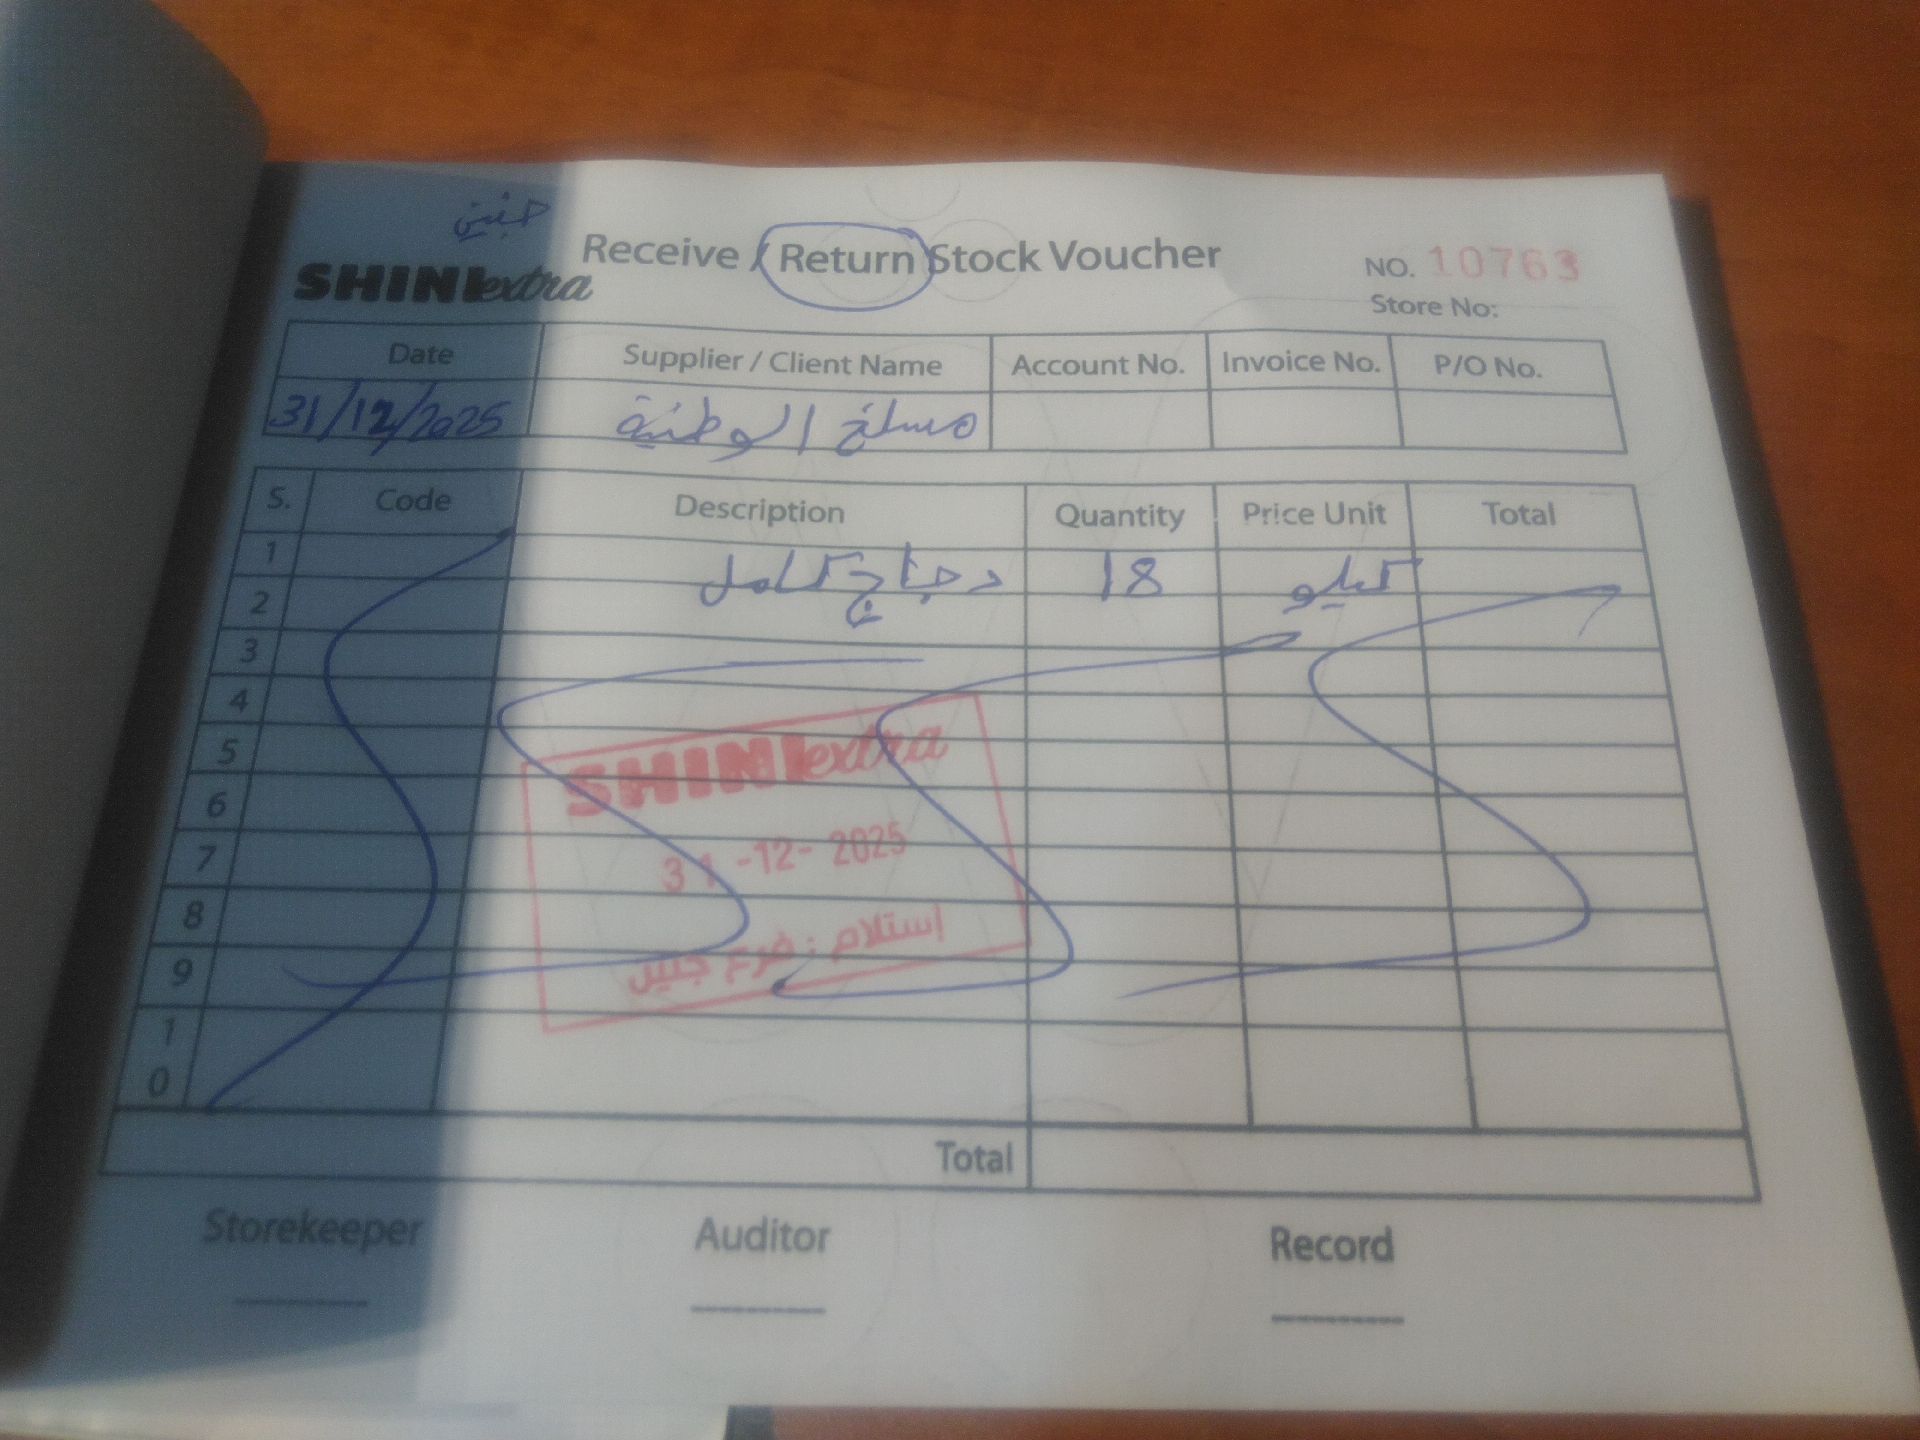 جنين
SHINIextra
Receive / Return Stock Voucher
NO. 10763
Store No:
Date Supplier / Client Name Account No. Invoice No. P/O No.
31/12/2025 مسلخ الوطنية
S. Code Description Quantity Price Unit Total
1 دجاج كامل 18 كيلو
2
3
4
5
6
7
8
9
10
SHINIextra
31-12-2025
استلام : فرع جنين
Total
Storekeeper Auditor Record